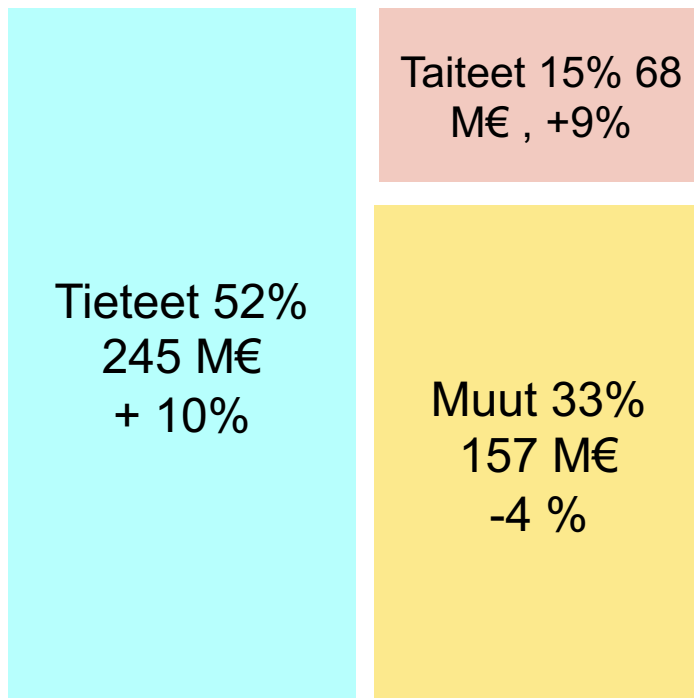 Tieteet 52%
245 M€
+ 10%
Taiteet 15% 68
M€ , +9%
Muut 33%
157 M€
-4 %